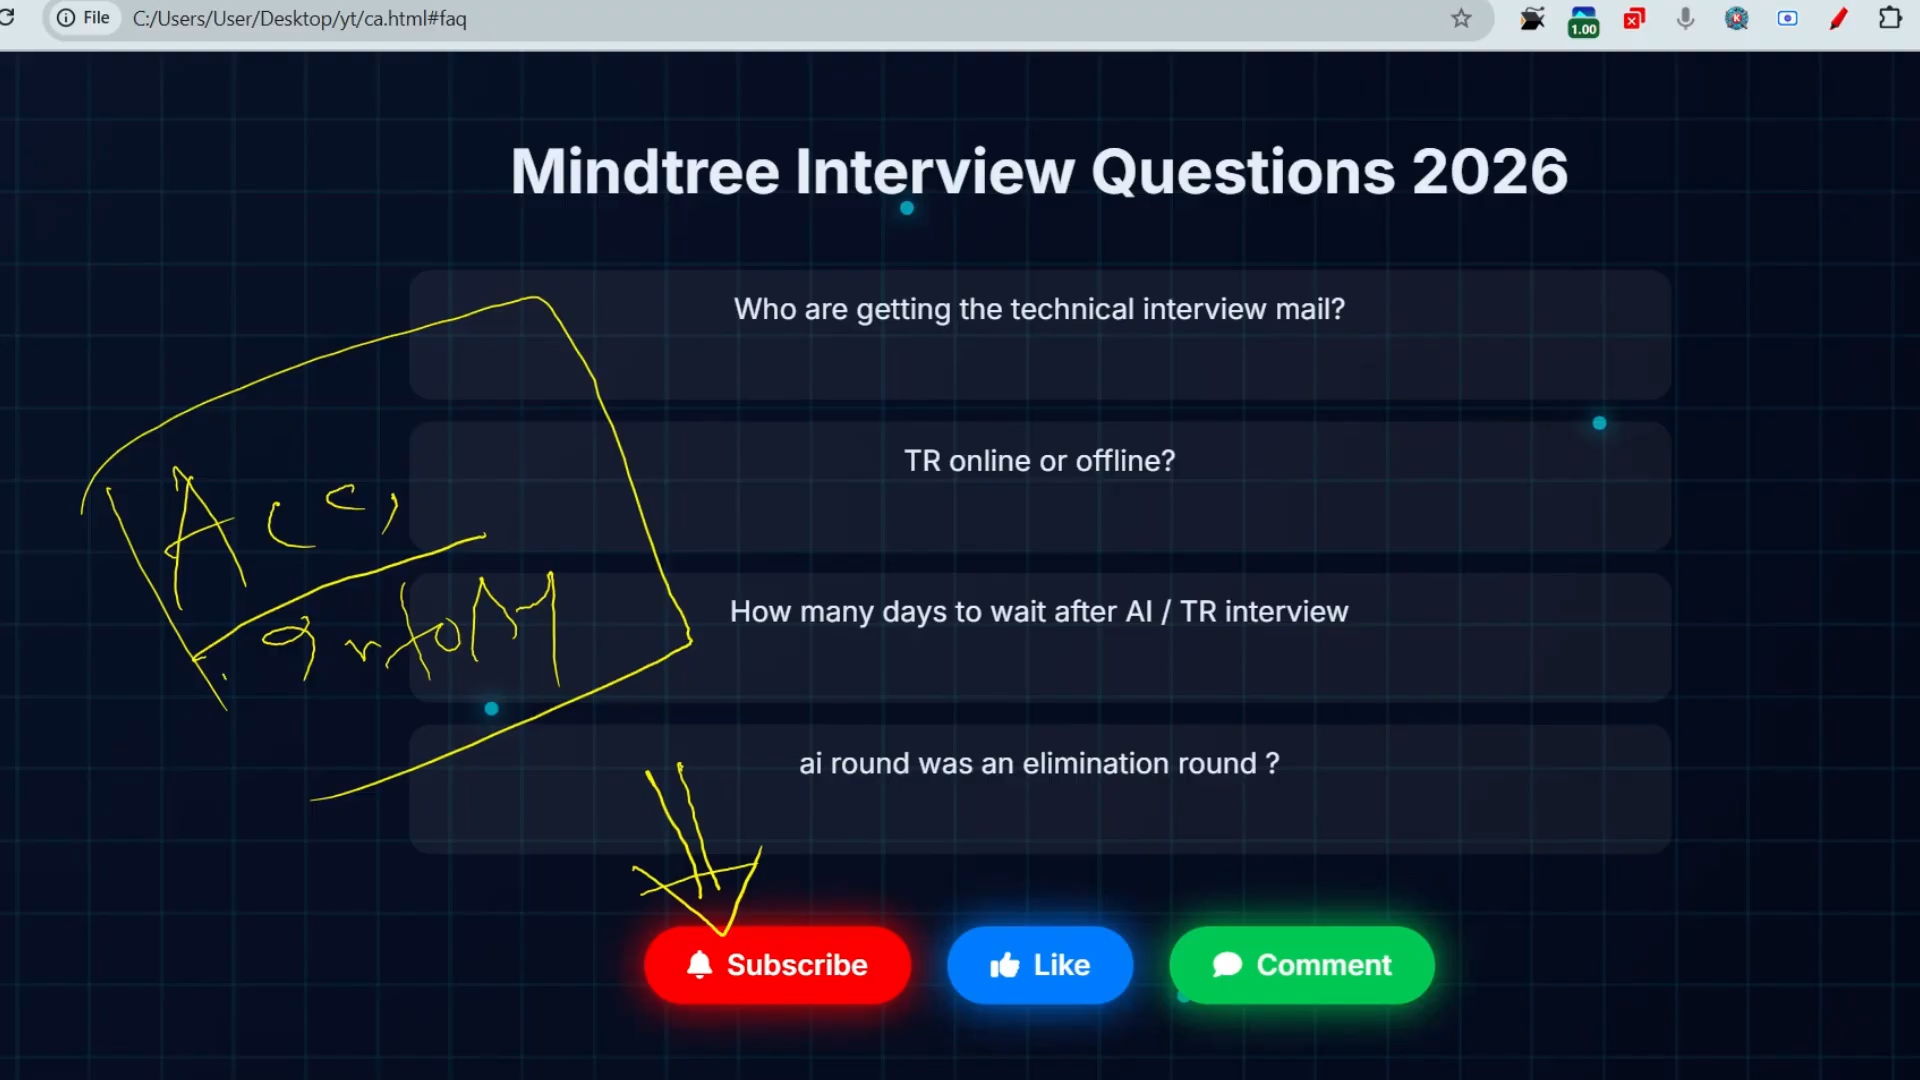 File C:/Users/User/Desktop/yt/ca.html#faq
1.00
Mindtree Interview Questions 2026
Who are getting the technical interview mail?
TR online or offline?
How many days to wait after AI / TR interview
ai round was an elimination round ?
Subscribe Like Comment